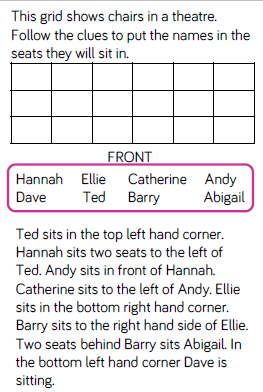 This grid shows chairs in a theatre.
Follow the clues to put the names in the
seats they will sit in.
FRONT
Hannah Ellie Catherine Andy
Dave Ted Barry Abigail
Ted sits in the top left hand corner.
Hannah sits two seats to the left of
Ted. Andy sits in front of Hannah.
Catherine sits to the left of Andy. Ellie
sits in the bottom right hand corner.
Barry sits to the right hand side of Ellie.
Two seats behind Barry sits Abigail. In
the bottom left hand corner Dave is
sitting.